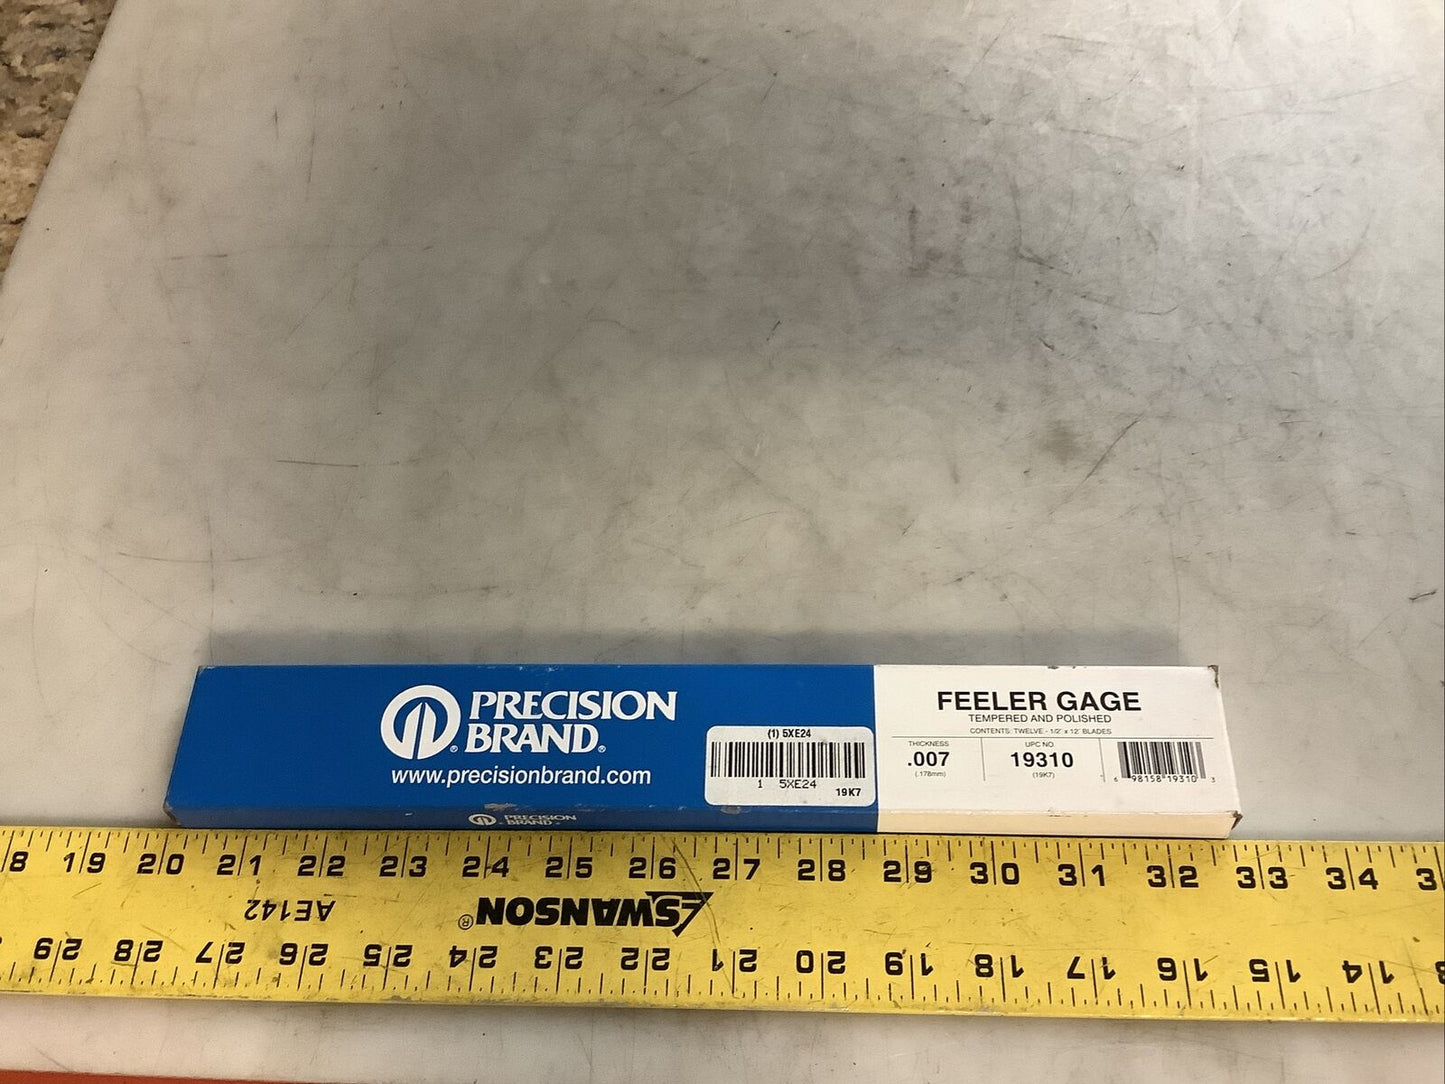 PRECISION
BRAND®
www.precisionbrand.com
(1) 5XE24
1 5XE24
19K7
FEELER GAGE
TEMPERED AND POLISHED
CONTENTS: TWELVE - 1/2" x 12" BLADES
THICKNESS
.007
(.178mm)
UPC NO.
19310
(19K7)
6 98158 19310 3
PRECISION
BRAND®
8 19 20 21 22 23 24 25 26 27 28 29 30 31 32 33 34 3
AE142
® SWANSON
29 28 27 26 25 24 23 22 21 20 19 18 17 16 15 14